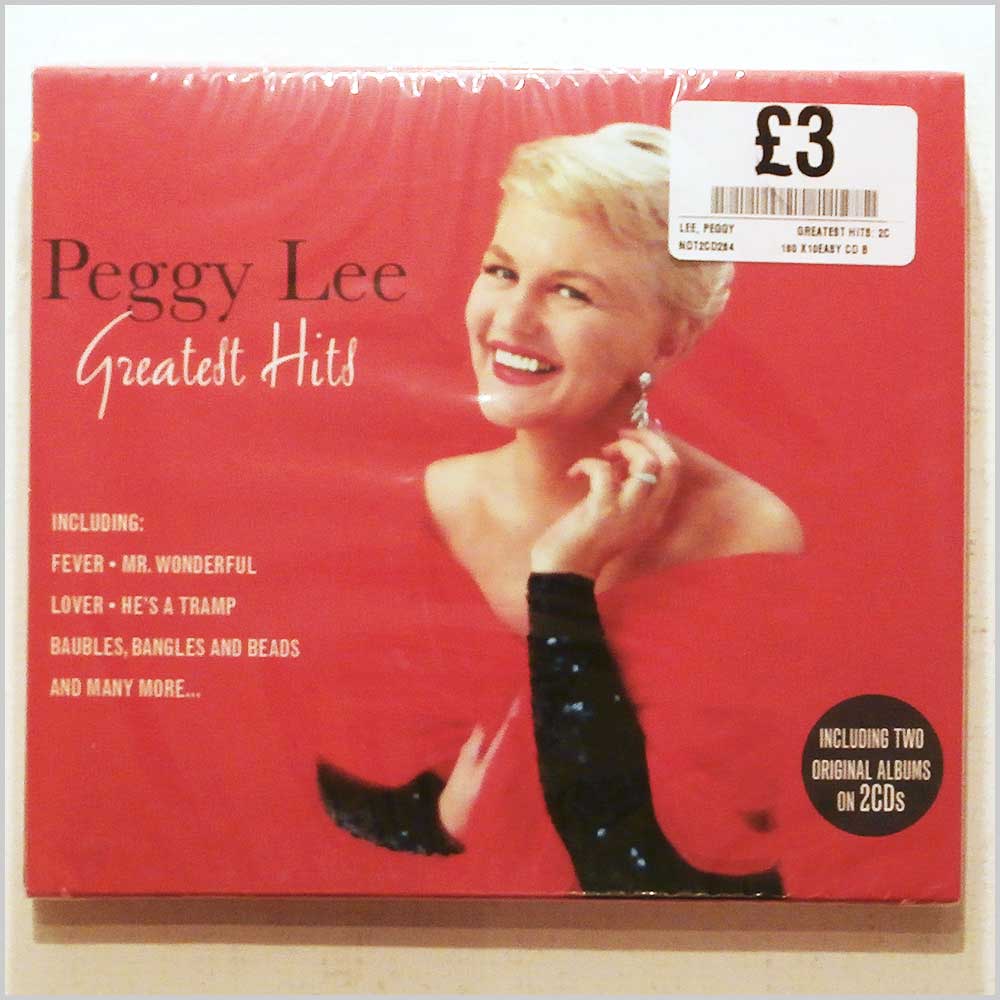 £3
LEE, PEGGY GREATEST HITS: 2C
NOT2CD284 180 X10EASY CD B
Peggy Lee
Greatest Hits
INCLUDING:
FEVER • MR. WONDERFUL
LOVER • HE'S A TRAMP
BAUBLES, BANGLES AND BEADS
AND MANY MORE...
INCLUDING TWO
ORIGINAL ALBUMS
ON 2CDs